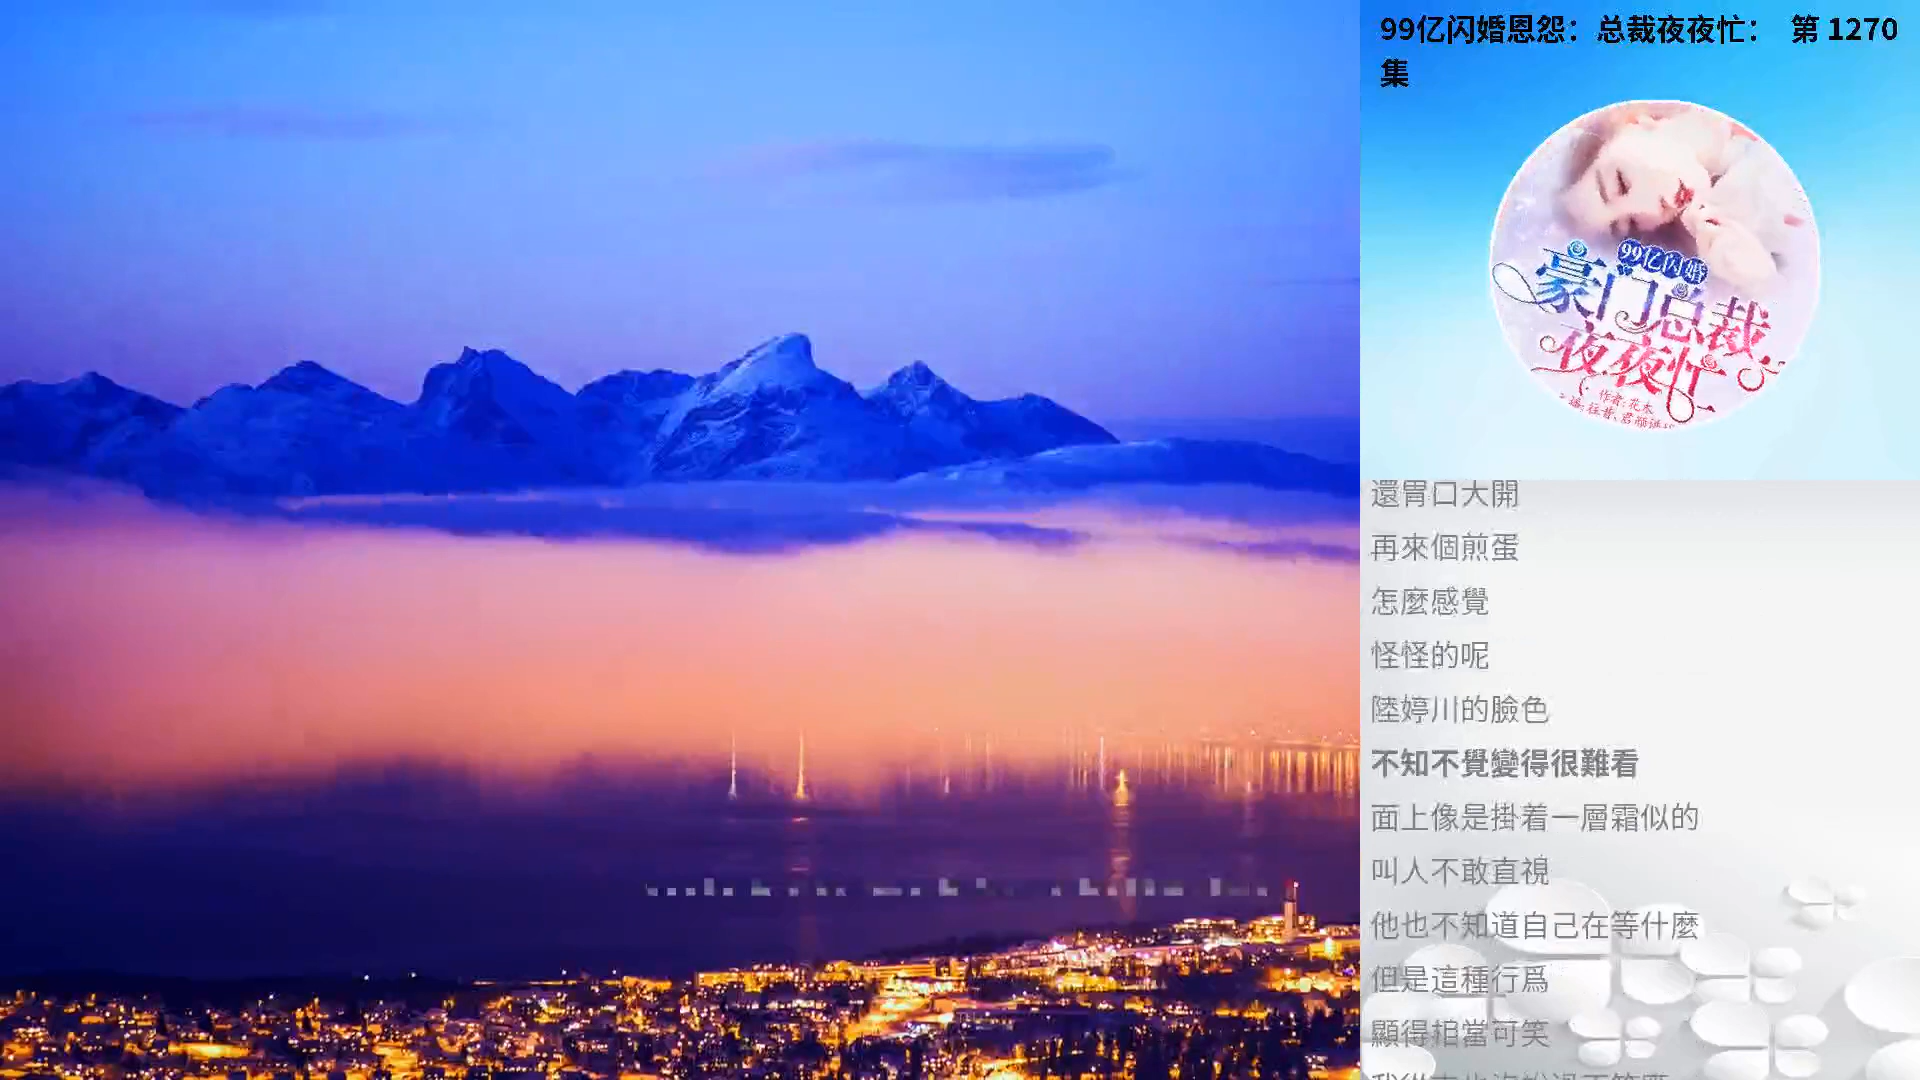 99亿闪婚恩怨：总裁夜夜忙： 第 1270
集
99亿闪婚
豪门总裁
夜夜忙
作者:花木
還胃口大開
再來個煎蛋
怎麼感覺
怪怪的呢
陸婷川的臉色
不知不覺變得很難看
面上像是掛着一層霜似的
叫人不敢直視
他也不知道自己在等什麼
但是這種行爲
顯得相當可笑